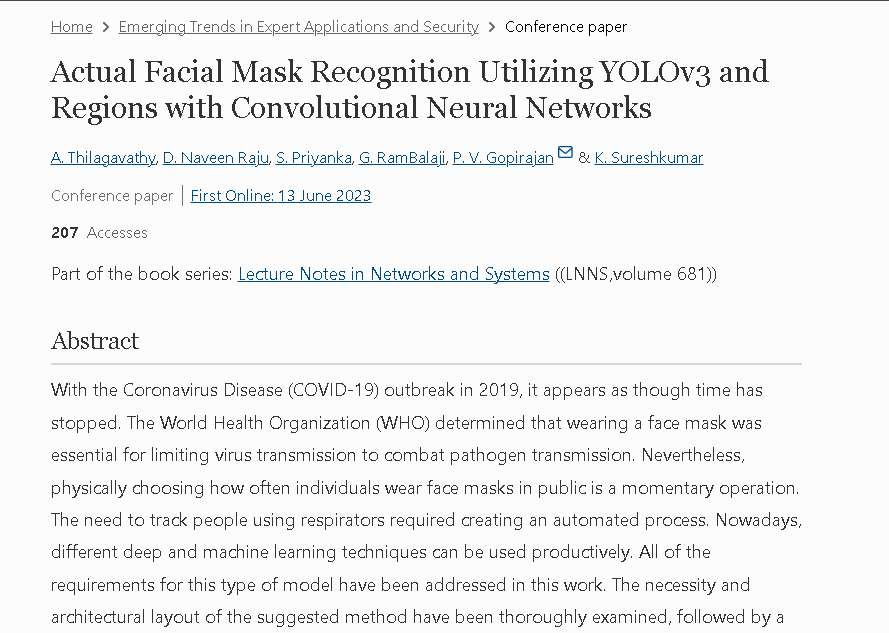 Home > Emerging Trends in Expert Applications and Security > Conference paper
Actual Facial Mask Recognition Utilizing YOLOv3 and
Regions with Convolutional Neural Networks
A. Thilagavathy, D. Naveen Raju, S. Priyanka, G. RamBalaji, P. V. Gopirajan & K. Sureshkumar
Conference paper | First Online: 13 June 2023
207 Accesses
Part of the book series: Lecture Notes in Networks and Systems ((LNNS,volume 681))
Abstract
With the Coronavirus Disease (COVID-19) outbreak in 2019, it appears as though time has
stopped. The World Health Organization (WHO) determined that wearing a face mask was
essential for limiting virus transmission to combat pathogen transmission. Nevertheless,
physically choosing how often individuals wear face masks in public is a momentary operation.
The need to track people using respirators required creating an automated process. Nowadays,
different deep and machine learning techniques can be used productively. All of the
requirements for this type of model have been addressed in this work. The necessity and
architectural layout of the suggested method have been thoroughly examined, followed by a